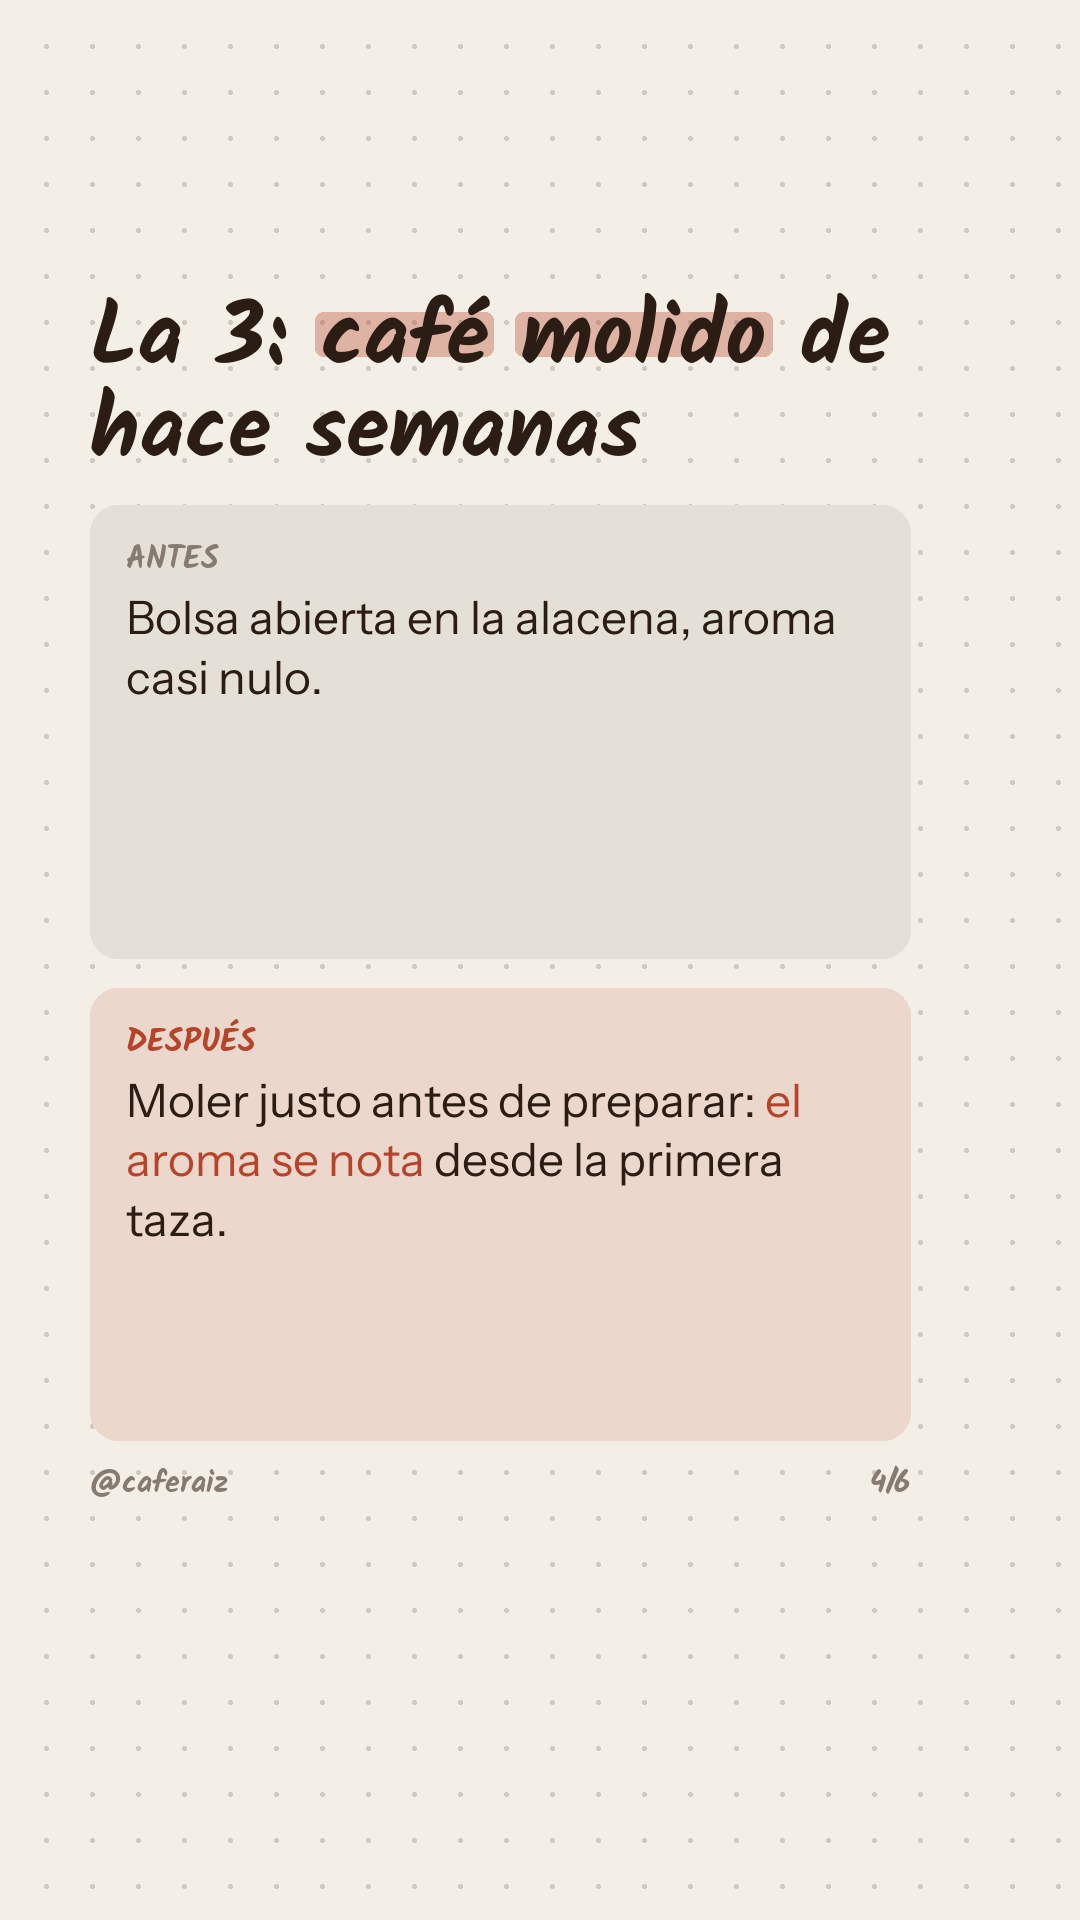 La 3: café molido de
hace semanas
ANTES
Bolsa abierta en la alacena, aroma
casi nulo.
DESPUÉS
Moler justo antes de preparar: el
aroma se nota desde la primera
taza.
@caferaiz
4/6